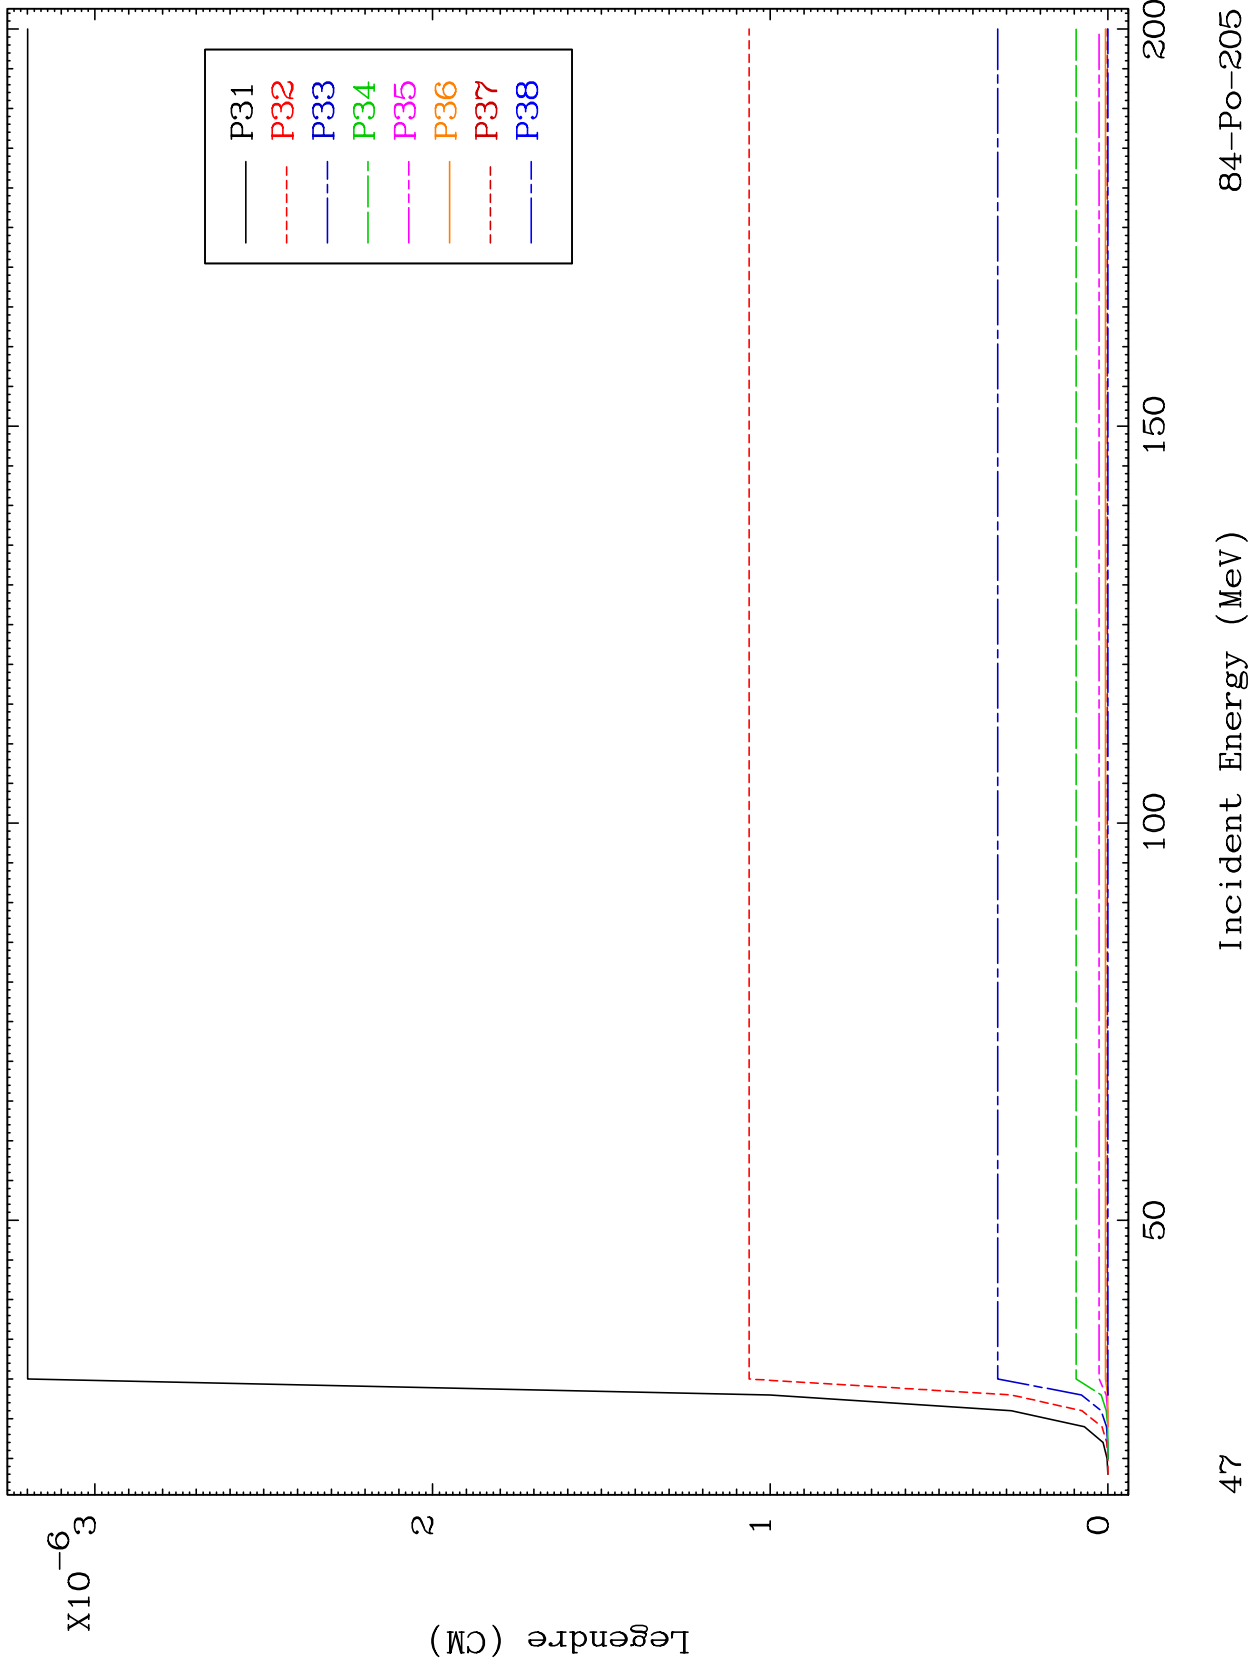 X10-6
3
2
1
0
Legendre (CM)
P31
P32
P33
P34
P35
P36
P37
P38
50
100
150
200
Incident Energy (MeV)
47
84-Po-205